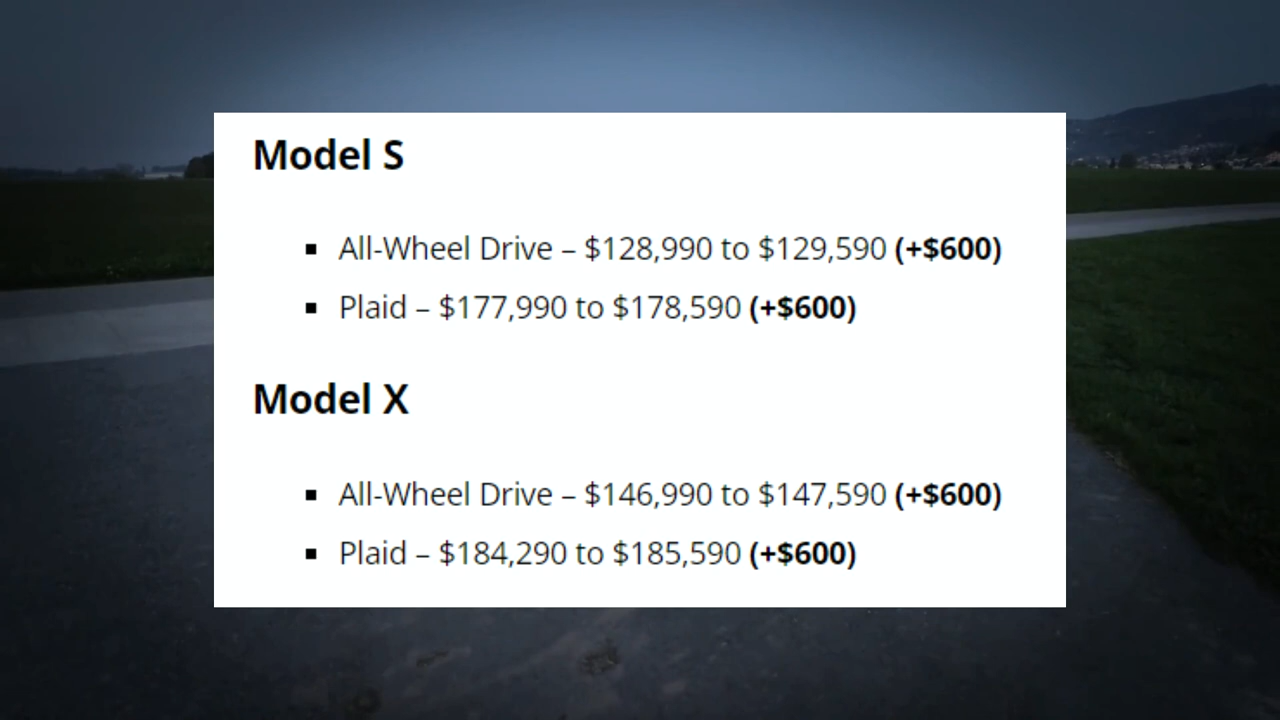 Model S
▪ All-Wheel Drive – $128,990 to $129,590 (+$600)
▪ Plaid – $177,990 to $178,590 (+$600)
Model X
▪ All-Wheel Drive – $146,990 to $147,590 (+$600)
▪ Plaid – $184,290 to $185,590 (+$600)